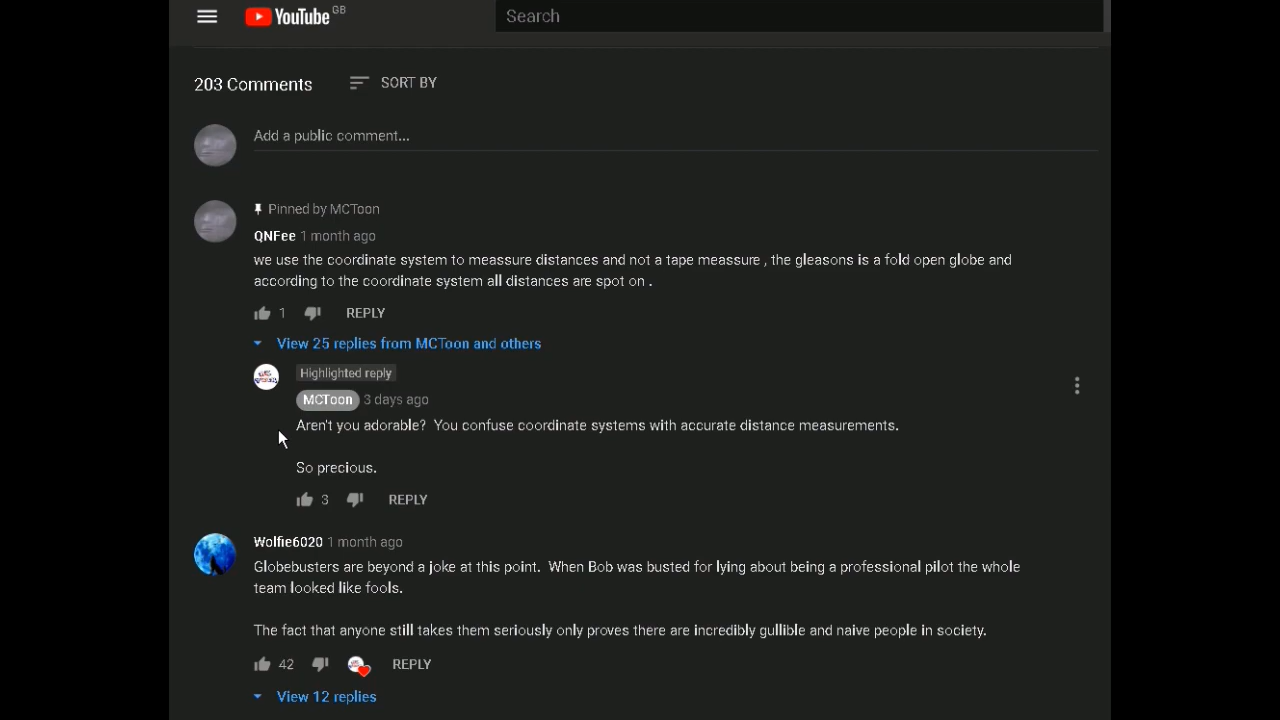 YouTube GB
Search
203 Comments
SORT BY
Add a public comment...
Pinned by MCToon
QNFee 1 month ago
we use the coordinate system to meassure distances and not a tape meassure , the gleasons is a fold open globe and
according to the coordinate system all distances are spot on .
1 REPLY
View 25 replies from MCToon and others
Highlighted reply
MCToon 3 days ago
Aren't you adorable? You confuse coordinate systems with accurate distance measurements.
So precious.
3 REPLY
Wolfie6020 1 month ago
Globebusters are beyond a joke at this point. When Bob was busted for lying about being a professional pilot the whole
team looked like fools.
The fact that anyone still takes them seriously only proves there are incredibly gullible and naive people in society.
42 REPLY
View 12 replies